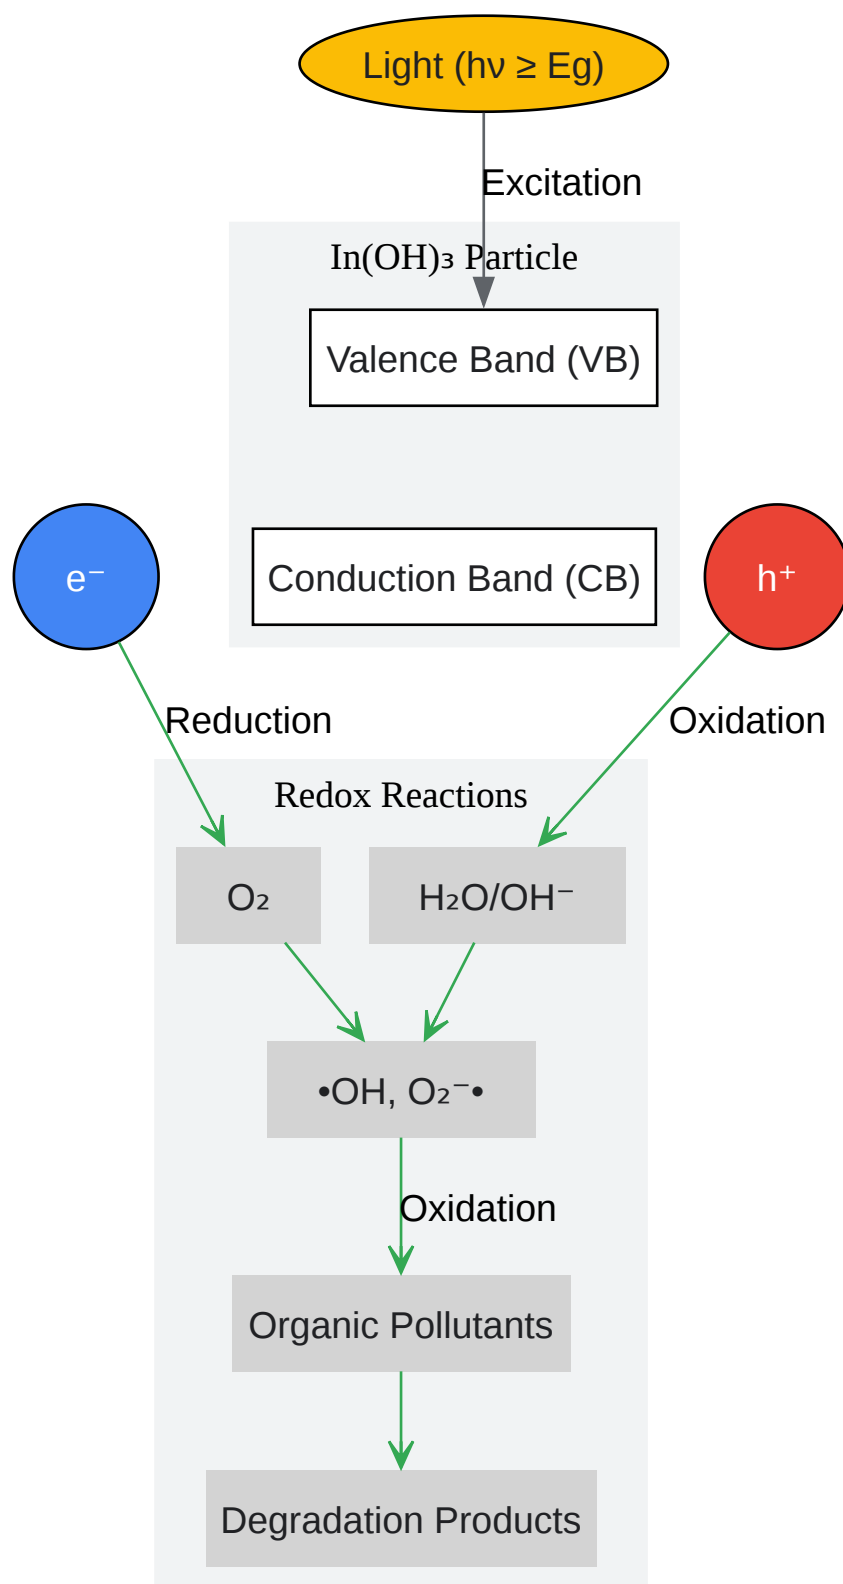 Light (hν ≥ Eg)
Excitation
In(OH)₃ Particle
Valence Band (VB)
e⁻
Conduction Band (CB)
h⁺
Reduction
Oxidation
Redox Reactions
O₂
H₂O/OH⁻
•OH, O₂⁻•
Oxidation
Organic Pollutants
Degradation Products